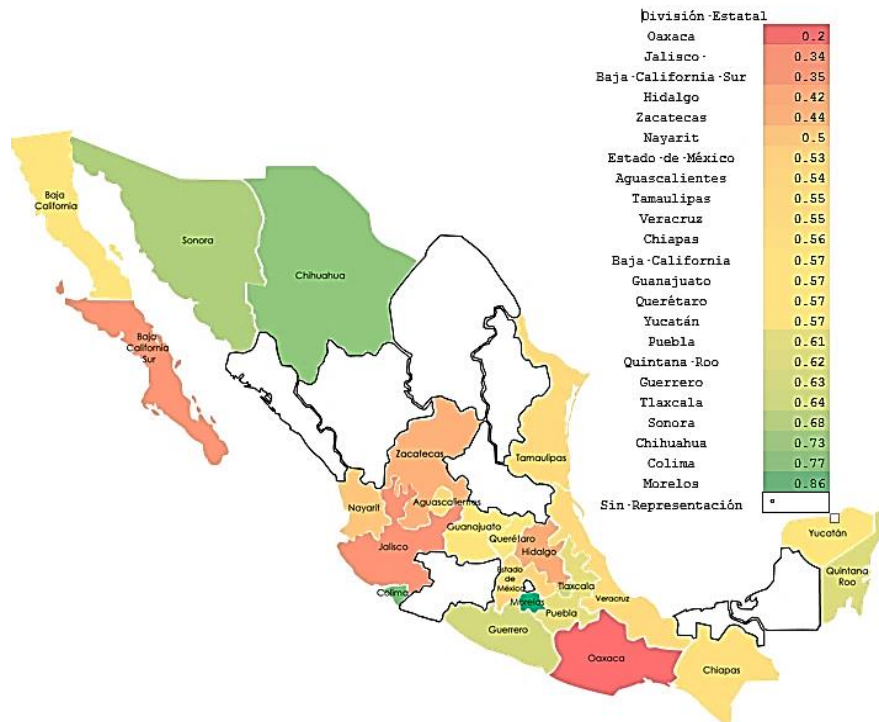 División·Estatal
Oaxaca 0.2
Jalisco· 0.34
Baja·California·Sur 0.35
Hidalgo 0.42
Zacatecas 0.44
Nayarit 0.5
Estado·de·México 0.53
Aguascalientes 0.54
Tamaulipas 0.55
Veracruz 0.55
Chiapas 0.56
Baja·California 0.57
Guanajuato 0.57
Querétaro 0.57
Yucatán 0.57
Puebla 0.61
Quintana·Roo 0.62
Guerrero 0.63
Tlaxcala 0.64
Sonora 0.68
Chihuahua 0.73
Colima 0.77
Morelos 0.86
Sin·Representación
Baja
California
Sonora
Chihuahua
Baja
California
Sur
Zacatecas
Tamaulipas
Nayarit
Aguascalientes
Guanajuato
Querétaro
Jalisco
Hidalgo
Yucatán
Quintana
Roo
Estado
de
México
Tlaxcala
Colima
Morelos
Puebla
Veracruz
Guerrero
Oaxaca
Chiapas